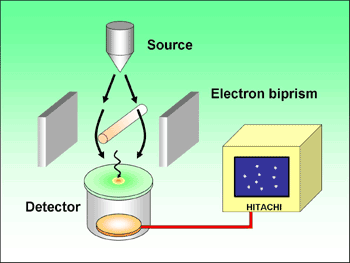 Source
Electron biprism
Detector
HITACHI